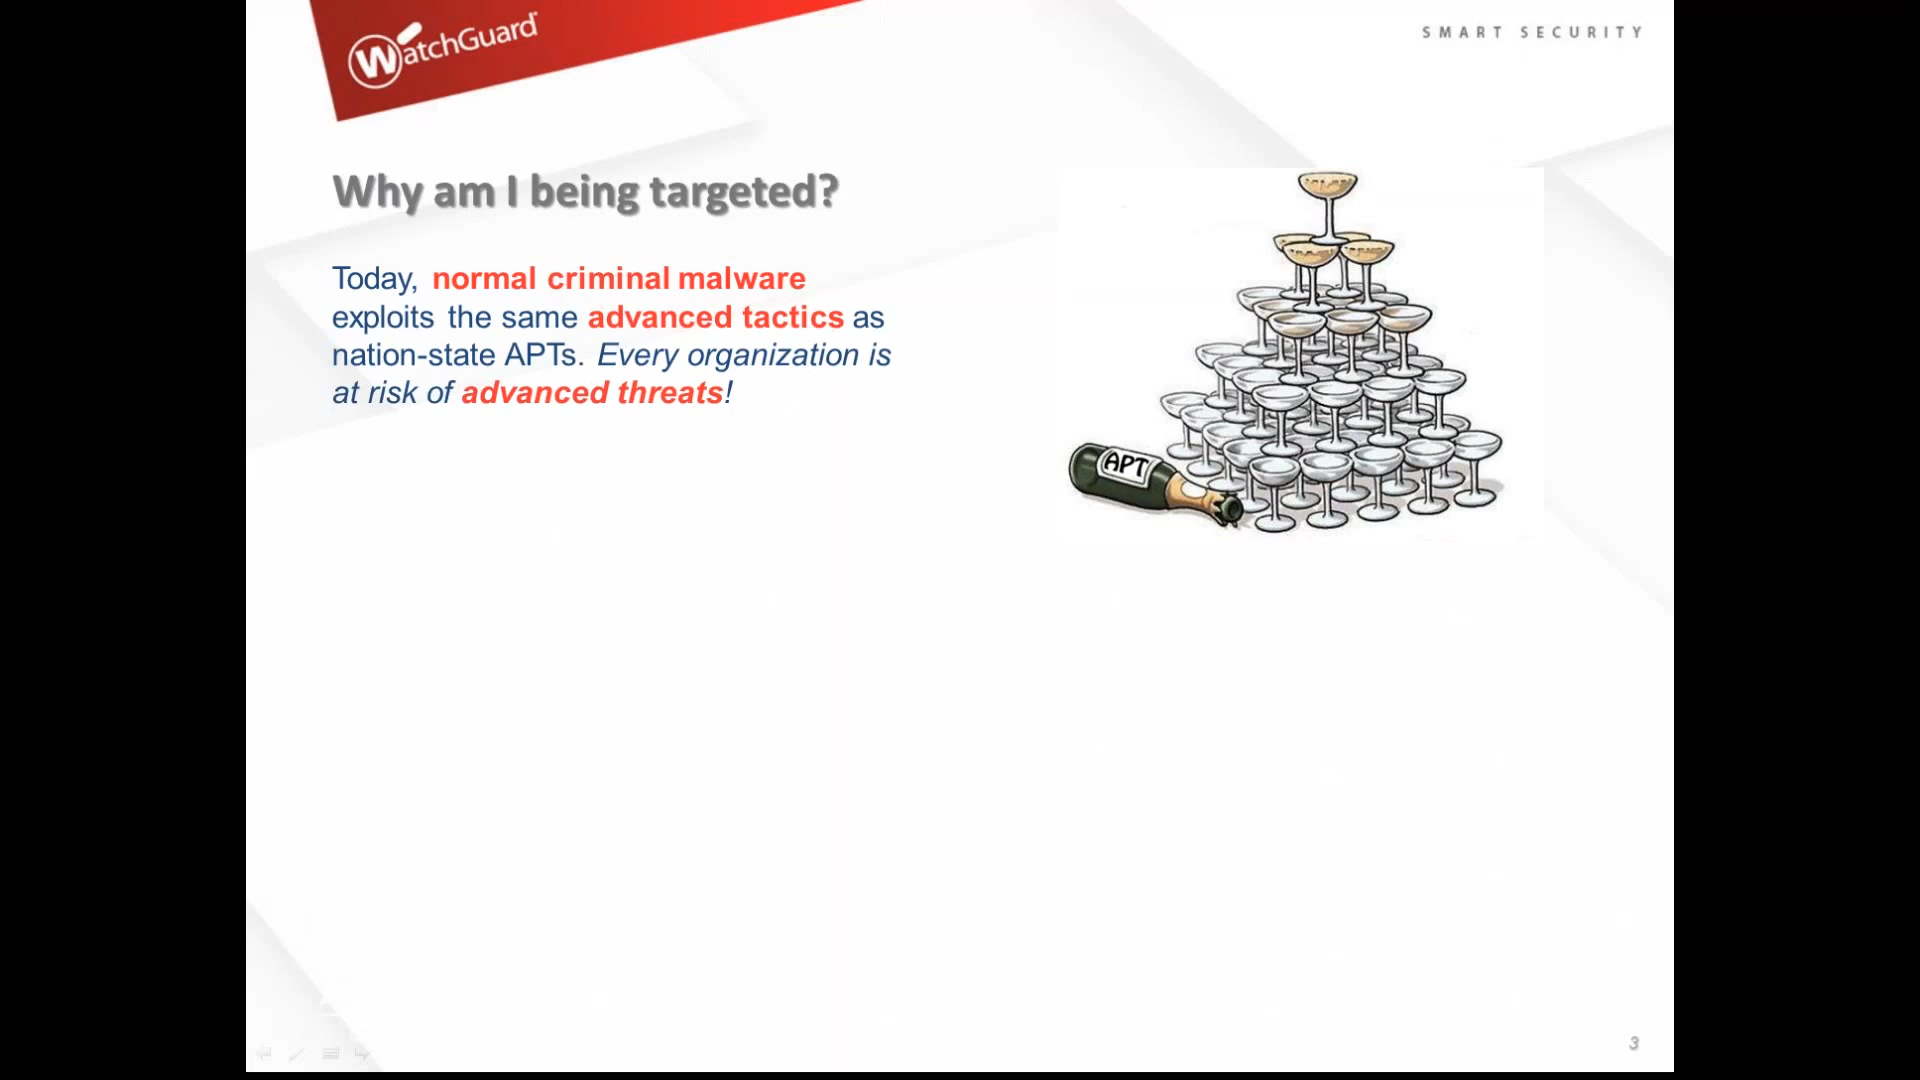 WatchGuard
SMART SECURITY
Why am I being targeted?
Today, normal criminal malware
exploits the same advanced tactics as
nation-state APTs. Every organization is
at risk of advanced threats!
APT
3